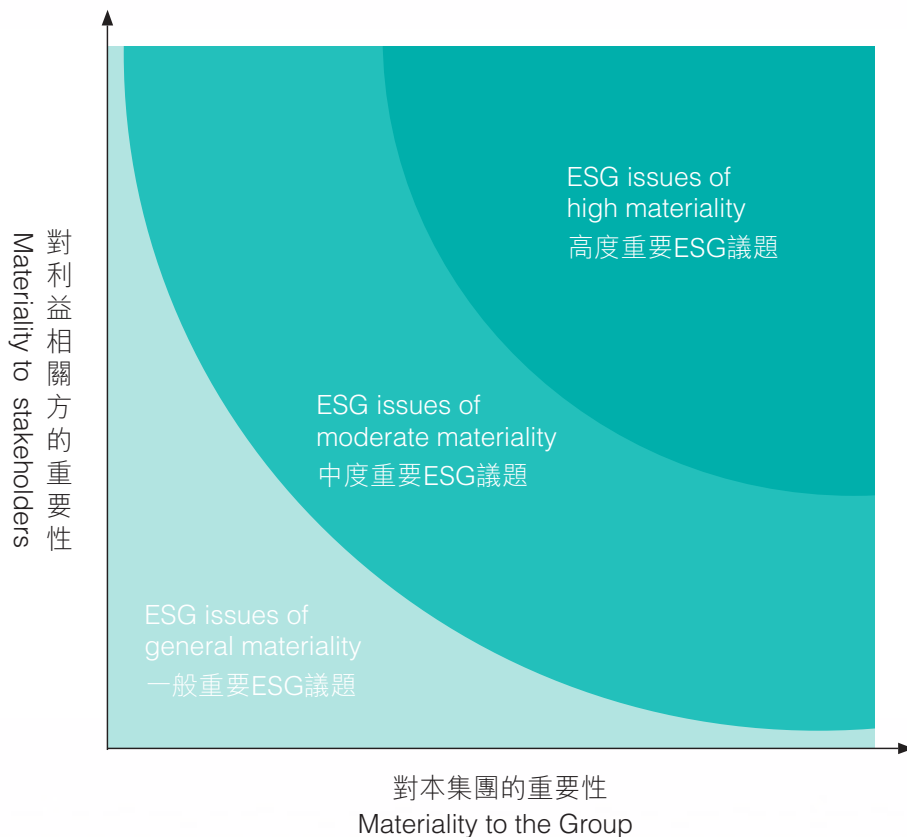 ESG issues of
high materiality
高度重要ESG議題
對利益相關方的重要性
Materiality to stakeholders
ESG issues of
moderate materiality
中度重要ESG議題
ESG issues of
general materiality
一般重要ESG議題
對本集團的重要性
Materiality to the Group